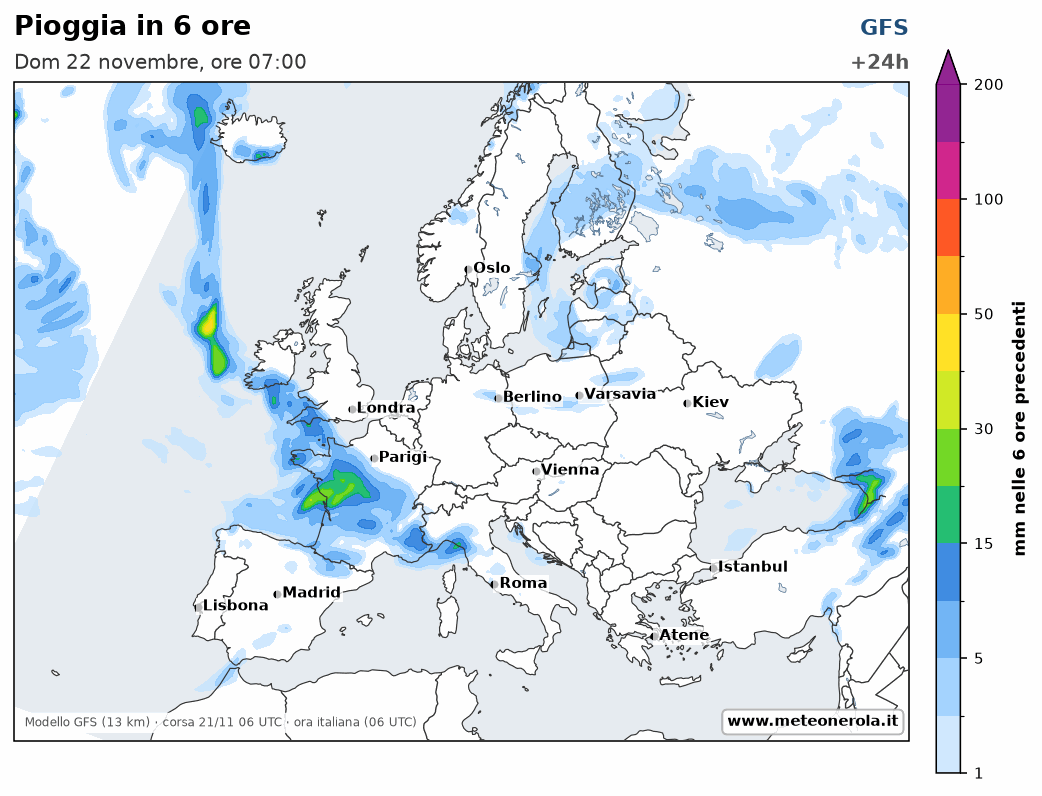 Pioggia in 6 ore
GFS
Dom 22 novembre, ore 07:00
+24h
200
100
50
30
15
5
1
mm nelle 6 ore precedenti
Oslo
Berlino
Varsavia
Kiev
Londra
Parigi
Vienna
Istanbul
Roma
Madrid
Lisbona
Atene
Modello GFS (13 km) · corsa 21/11 06 UTC · ora italiana (06 UTC)
www.meteonerola.it